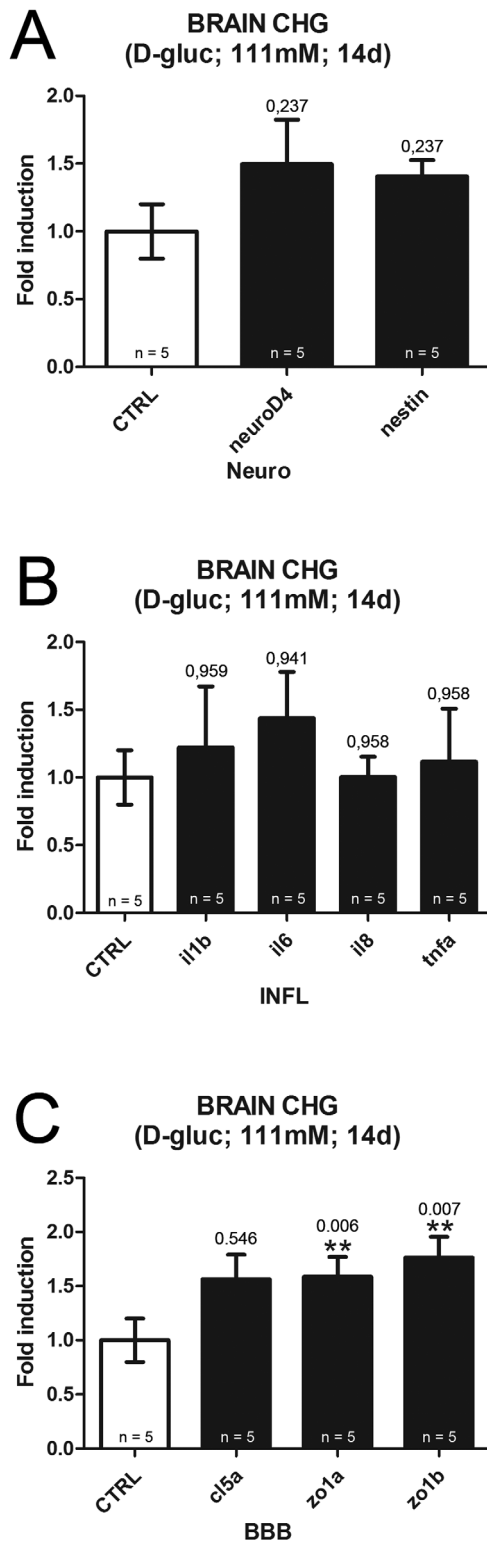 A
BRAIN CHG
(D-gluc; 111mM; 14d)
Fold induction
2.0
1.5
1.0
0.5
0.0
0,237
0,237
n = 5
n = 5
n = 5
CTRL
neuroD4
nestin
Neuro
B
BRAIN CHG
(D-gluc; 111mM; 14d)
Fold induction
2.0
1.5
1.0
0.5
0.0
0,959
0,941
0,958
0,958
n = 5
n = 5
n = 5
n = 5
n = 5
CTRL
il1b
il6
il8
tnfa
INFL
C
BRAIN CHG
(D-gluc; 111mM; 14d)
Fold induction
2.5
2.0
1.5
1.0
0.5
0.0
0.546
0.006
**
0.007
**
n = 5
n = 5
n = 5
n = 5
CTRL
cl5a
zo1a
zo1b
BBB